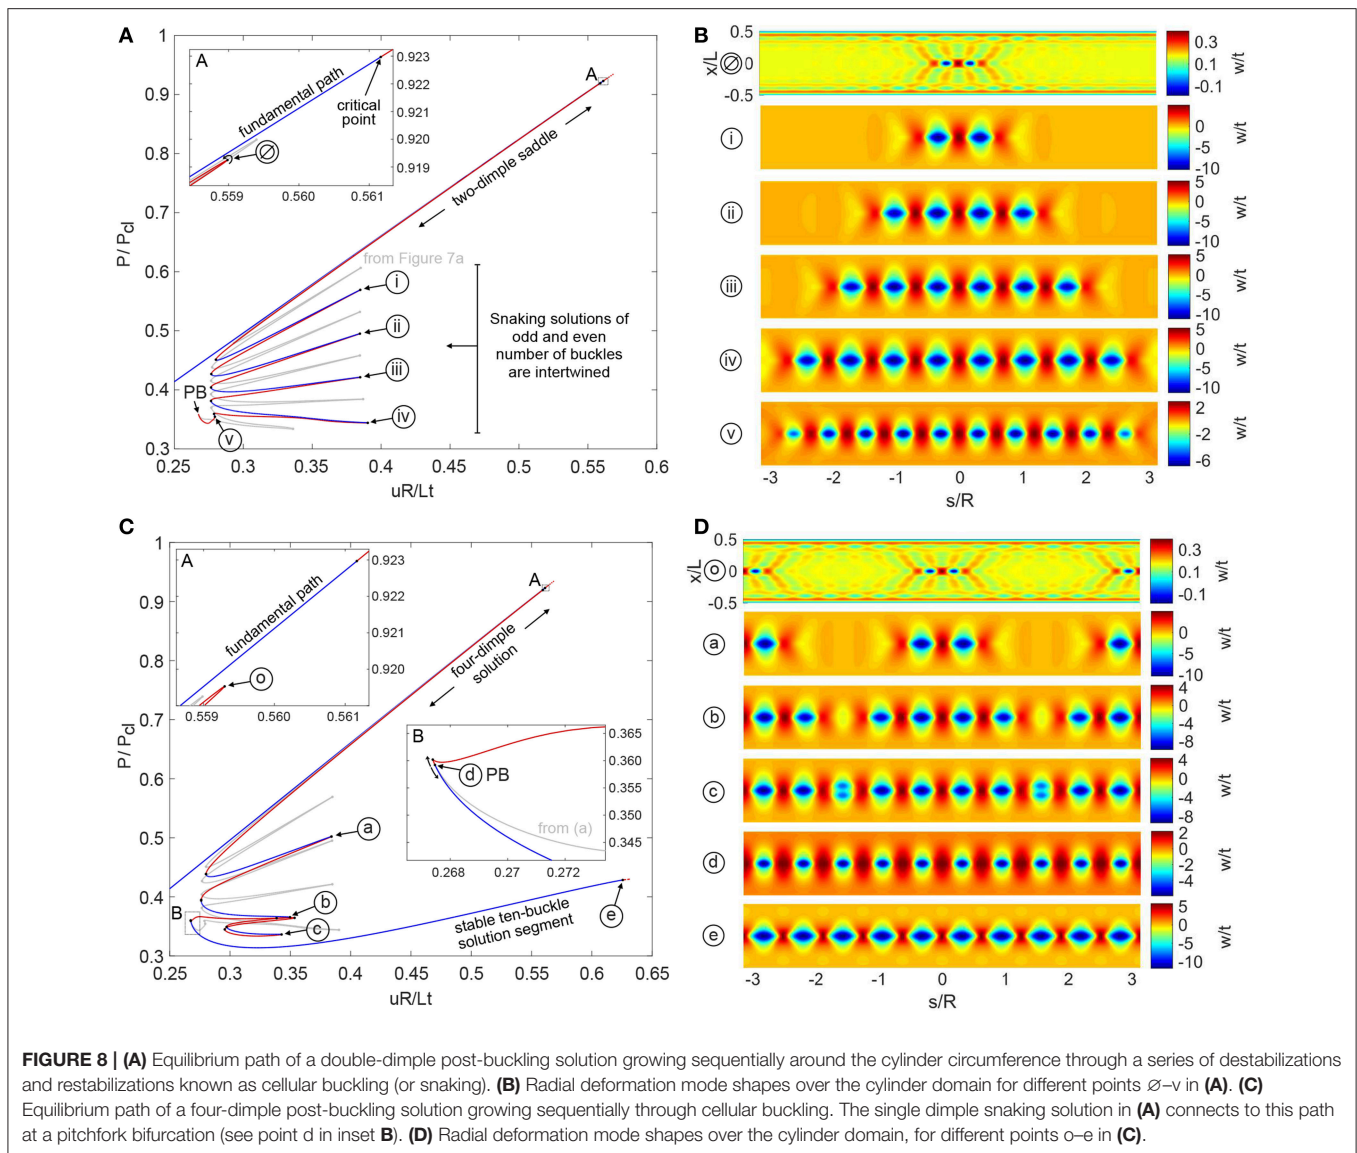 A
1
0.9
0.8
0.7
0.6
0.5
0.4
0.3
P / Pcl
0.25 0.3 0.35 0.4 0.45 0.5 0.55 0.6
uR/Lt
A
fundamental path
critical
point
∅
0.923
0.922
0.921
0.920
0.919
0.559 0.560 0.561
A
two-dimple saddle
from Figure 7a
i
ii
iii
iv
v
PB
Snaking solutions of
odd and even
number of buckles
are intertwined
B
x/L
0.5
0
-0.5
∅
0.3
0.1
-0.1
w/t
i
0
-5
-10
w/t
ii
5
0
-5
-10
w/t
iii
5
0
-5
-10
w/t
iv
5
0
-5
-10
w/t
v
2
-2
-6
w/t
-3 -2 -1 0 1 2 3
s/R
C
1
0.9
0.8
0.7
0.6
0.5
0.4
0.3
P / Pcl
0.25 0.3 0.35 0.4 0.45 0.5 0.55 0.6 0.65
uR/Lt
A
fundamental path
o
0.923
0.922
0.921
0.920
0.559 0.560 0.561
A
four-dimple
solution
B
d PB
from (a)
0.365
0.360
0.355
0.350
0.345
0.268 0.27 0.272
a
b
c
B
e
stable ten-buckle
solution segment
D
x/L
0.5
0
-0.5
o
0.3
0.1
-0.1
w/t
a
0
-5
-10
w/t
b
4
0
-4
-8
w/t
c
4
0
-4
-8
w/t
d
2
-2
-4
w/t
e
5
0
-10
w/t
-3 -2 -1 0 1 2 3
s/R
FIGURE 8 | (A) Equilibrium path of a double-dimple post-buckling solution growing sequentially around the cylinder circumference through a series of destabilizations
and restabilizations known as cellular buckling (or snaking). (B) Radial deformation mode shapes over the cylinder domain for different points ∅–v in (A). (C)
Equilibrium path of a four-dimple post-buckling solution growing sequentially through cellular buckling. The single dimple snaking solution in (A) connects to this path
at a pitchfork bifurcation (see point d in inset B). (D) Radial deformation mode shapes over the cylinder domain, for different points o–e in (C).